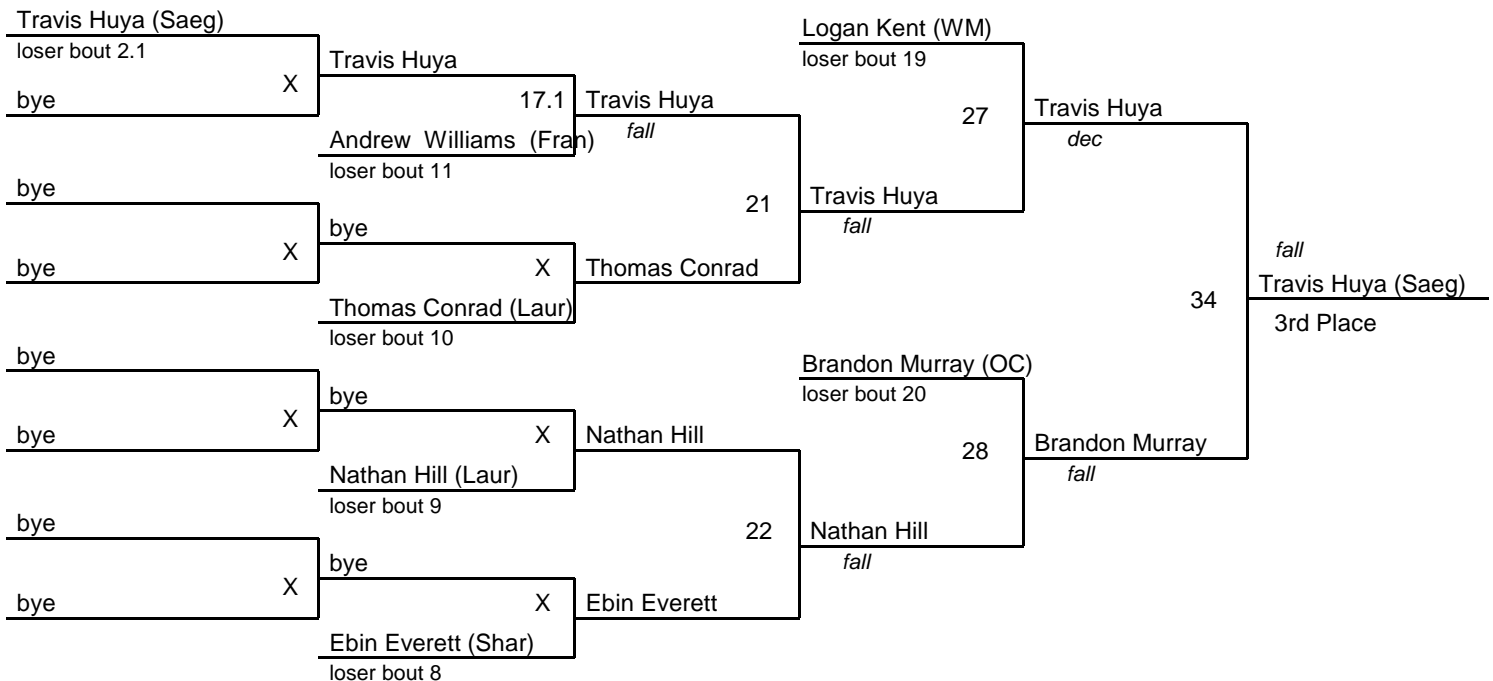 Travis Huya (Saeg)
loser bout 2.1
X
bye
Travis Huya
17.1
Andrew Williams (Fran)
loser bout 11
Travis Huya
fall
bye
X
bye
bye
X
Thomas Conrad (Laur)
loser bout 10
Thomas Conrad
21
Travis Huya
fall
Logan Kent (WM)
loser bout 19
27
Travis Huya
dec
bye
X
bye
bye
X
Nathan Hill (Laur)
loser bout 9
Nathan Hill
bye
X
bye
bye
X
Ebin Everett (Shar)
loser bout 8
Ebin Everett
22
Nathan Hill
fall
Brandon Murray (OC)
loser bout 20
28
Brandon Murray
fall
34
fall
Travis Huya (Saeg)
3rd Place